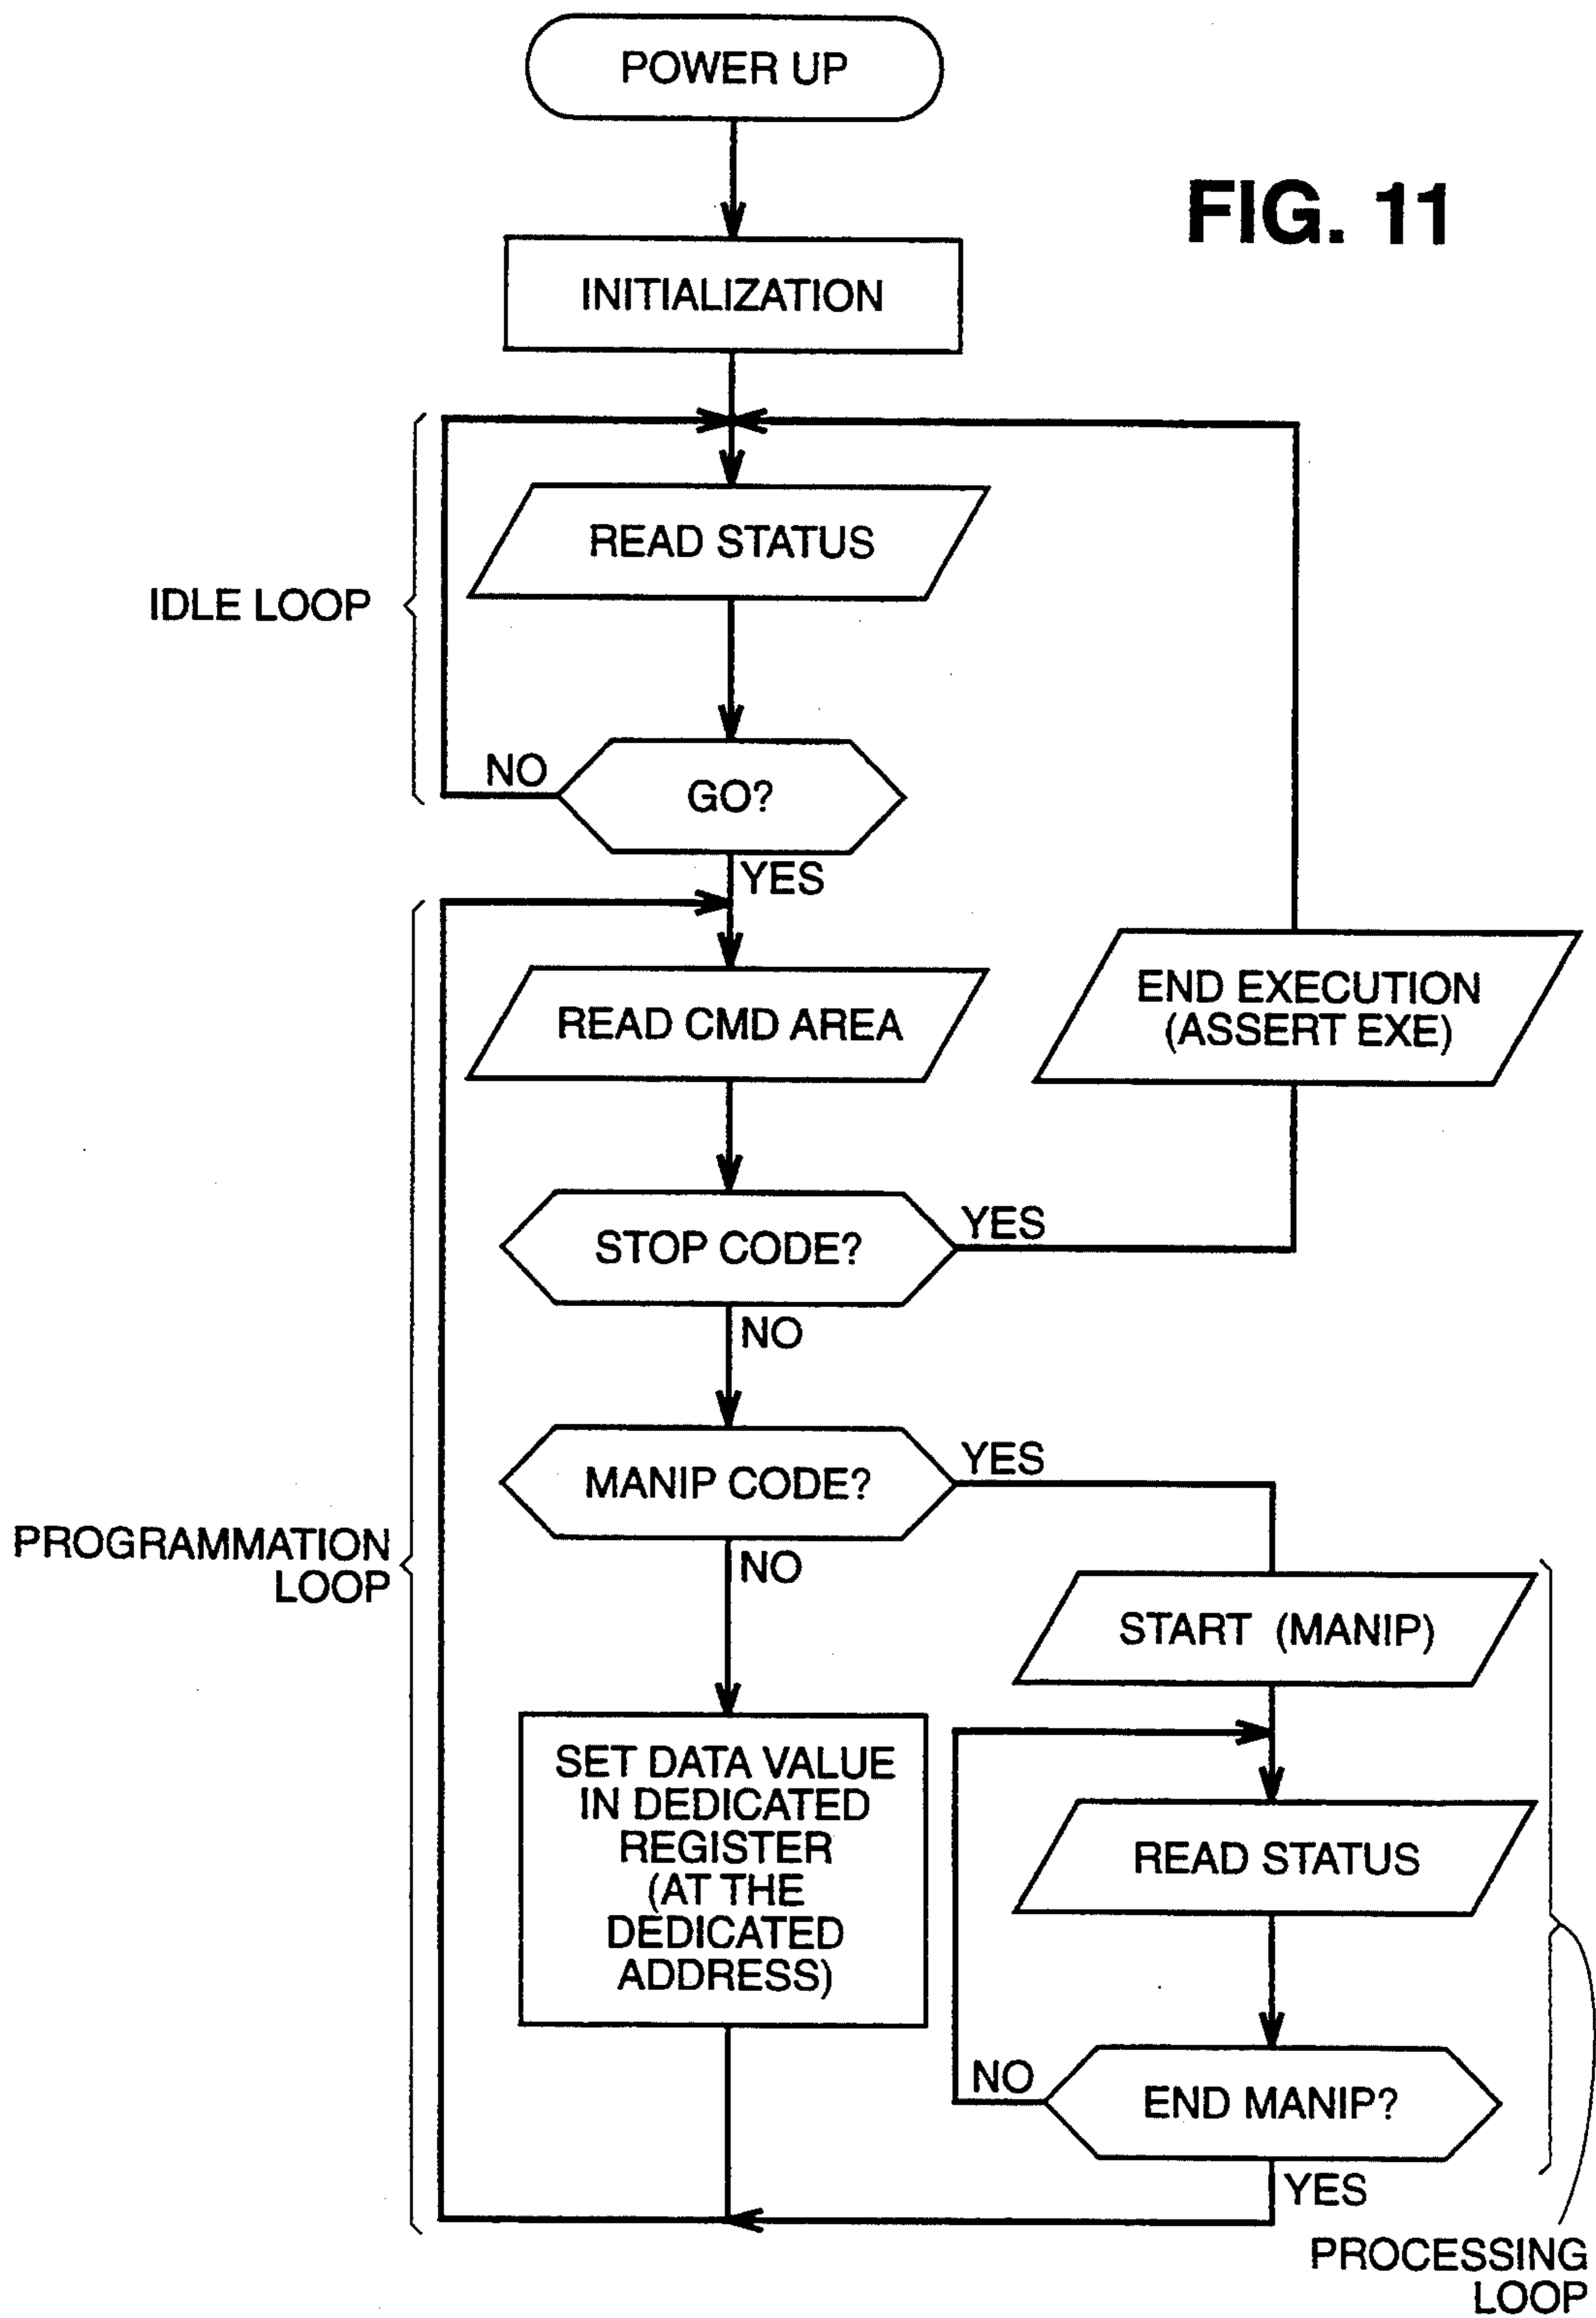 POWER UP
FIG. 11
INITIALIZATION
READ STATUS
IDLE LOOP
NO
GO?
YES
READ CMD AREA
END EXECUTION
(ASSERT EXE)
STOP CODE?
YES
NO
MANIP CODE?
YES
NO
PROGRAMMATION
LOOP
START (MANIP)
SET DATA VALUE
IN DEDICATED
REGISTER
(AT THE
DEDICATED
ADDRESS)
READ STATUS
NO
END MANIP?
YES
PROCESSING
LOOP